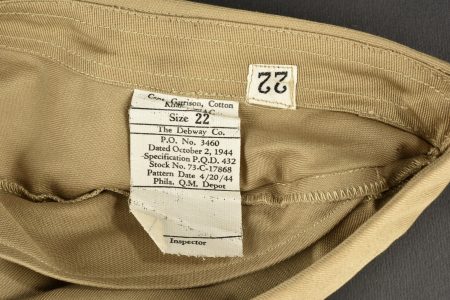 Cap, Garrison, Cotton
Khaki
Size 22
The Debway Co.
P.O. No. 3460
Dated October 2, 1944
Specification P.Q.D. 432
Stock No. 73-C-17868
Pattern Date 4/20/44
Phila. Q.M. Depot
Inspector
22